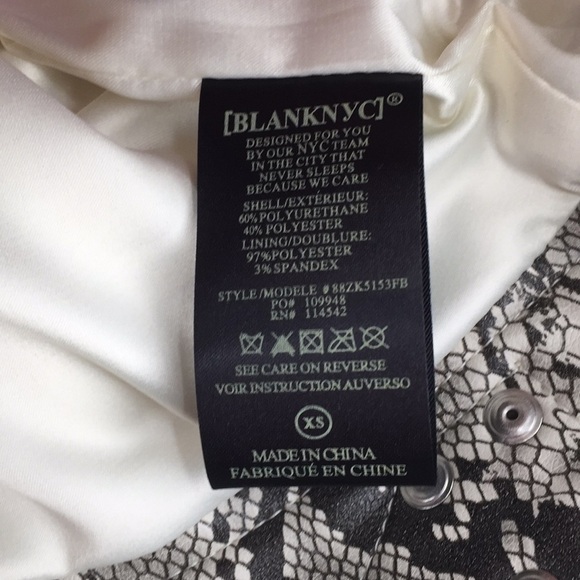 [BLANKNYC]®
DESIGNED FOR YOU
BY OUR NYC TEAM
IN THE CITY THAT
NEVER SLEEPS
BECAUSE WE CARE
SHELL/EXTÉRIEUR:
60%POLYURETHANE
40% POLYESTER
LINING/DOUBLURE:
97%POLYESTER
3%SPANDEX
STYLE/MODELE #88ZK5153FB
PO# 109948
RN# 114542
SEE CARE ON REVERSE
VOIR INSTRUCTION AUVERSO
XS
MADE IN CHINA
FABRIQUÉ EN CHINE